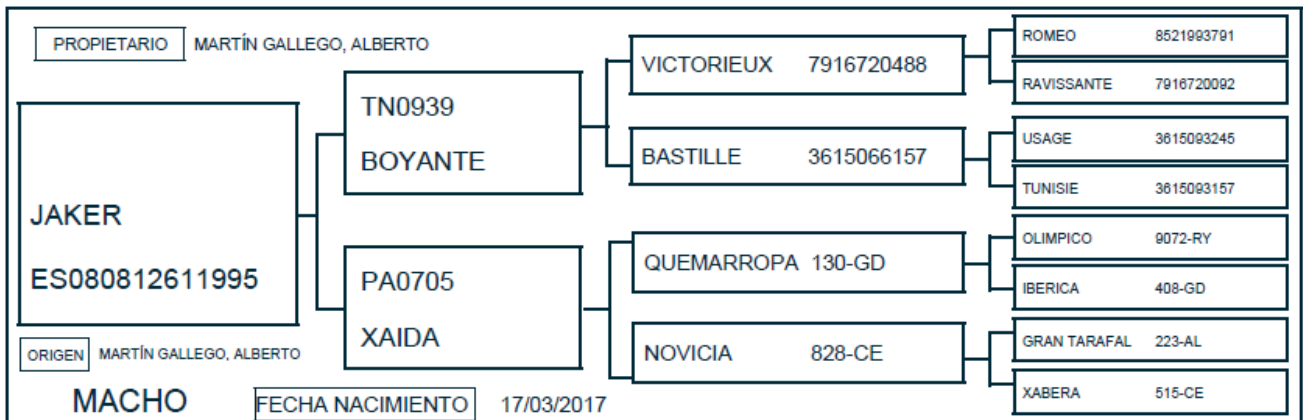 PROPIETARIO MARTÍN GALLEGO, ALBERTO
JAKER
ES080812611995
ORIGEN MARTÍN GALLEGO, ALBERTO
MACHO FECHA NACIMIENTO 17/03/2017
TN0939
BOYANTE
PA0705
XAIDA
VICTORIEUX 7916720488
BASTILLE 3615066157
QUEMARROPA 130-GD
NOVICIA 828-CE
ROMEO 8521993791
RAVISSANTE 7916720092
USAGE 3615093245
TUNISIE 3615093157
OLIMPICO 9072-RY
IBERICA 408-GD
GRAN TARAFAL 223-AL
XABERA 515-CE